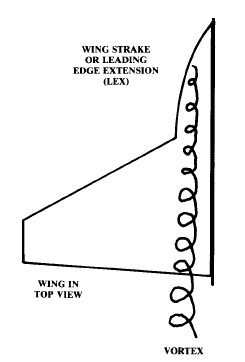 WING STRAKE
OR LEADING
EDGE EXTENSION
(LEX)
WING IN
TOP VIEW
VORTEX